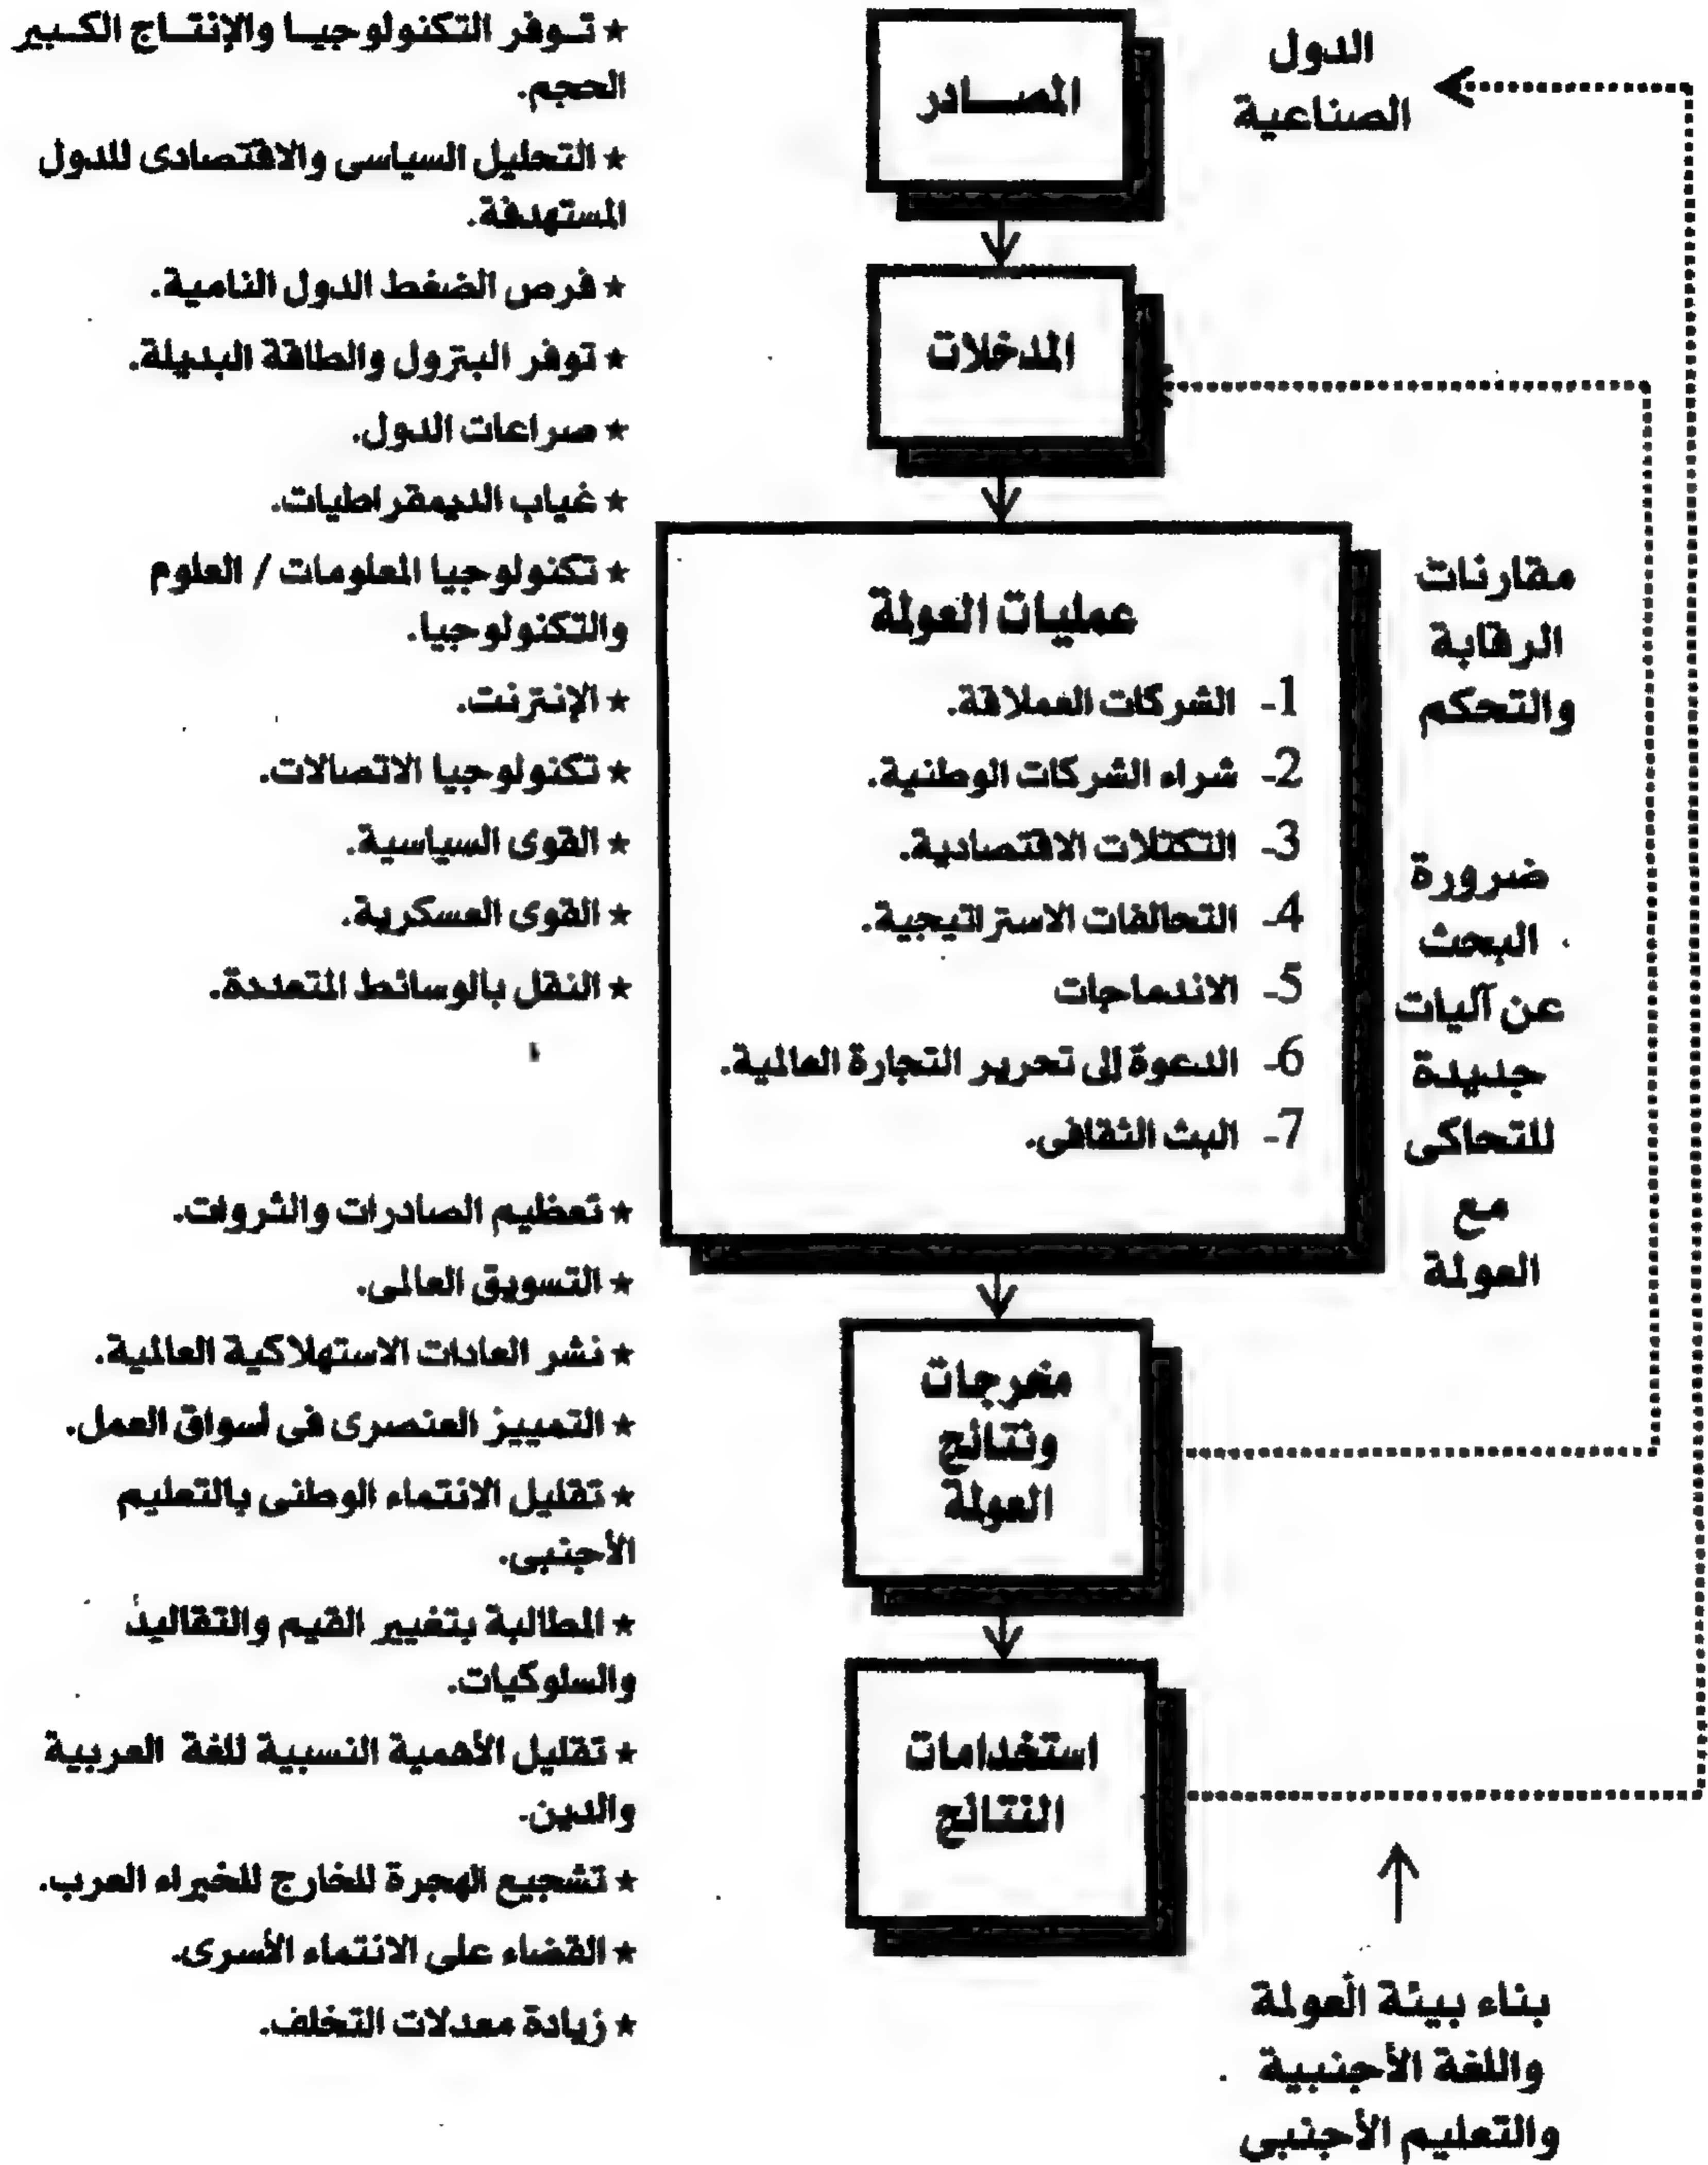 الدول
الصناعية
المصـــادر
المدخلات
عمليات العولمة
1- الشركات العملاقة.
2- شراء الشركات الوطنية.
3- التكتلات الاقتصادية.
4- التحالفات الاستراتيجية.
5- الاندماجات
6- الدعوة إلى تحرير التجارة العالمية.
7- البث الثقافى.
مخرجات
ونتائج
العولمة
استخدامات
النتائج
مقارنات
الرقابة
والتحكم
ضرورة
البحث
عن آليات
جديدة
للتحاكى
مع
العولمة
بناء بيئة العولمة
واللغة الأجنبية
والتعليم الأجنبى
★ تــوفر التكنولوجيــا والإنتــاج الكــبير
الحجم.
★ التحليل السياسى والاقتصادى للدول
المستهدفة.
★ فرص الضغط الدول النامية.
★ توفر البترول والطاقة البديلة.
★ صراعات الدول.
★ غياب الديمقراطيات.
★ تكنولوجيا المعلومات / العلوم
والتكنولوجيا.
★ الإنترنت.
★ تكنولوجيا الاتصالات.
★ القوى السياسية.
★ القوى العسكرية.
★ النقل بالوسائط المتعددة.
★ تعظيم الصادرات والثروات.
★ التسويق العالمى.
★ نشر العادات الاستهلاكية العالمية.
★ التمييز العنصرى فى أسواق العمل.
★ تقليل الانتماء الوطنى بالتعليم
الأجنبى.
★ المطالبة بتغيير القيم والتقاليد
والسلوكيات.
★ تقليل الأهمية النسبية للغة العربية
والدين.
★ تشجيع الهجرة للخارج للخبراء العرب.
★ القضاء على الانتماء الأسرى.
★ زيادة معدلات التخلف.